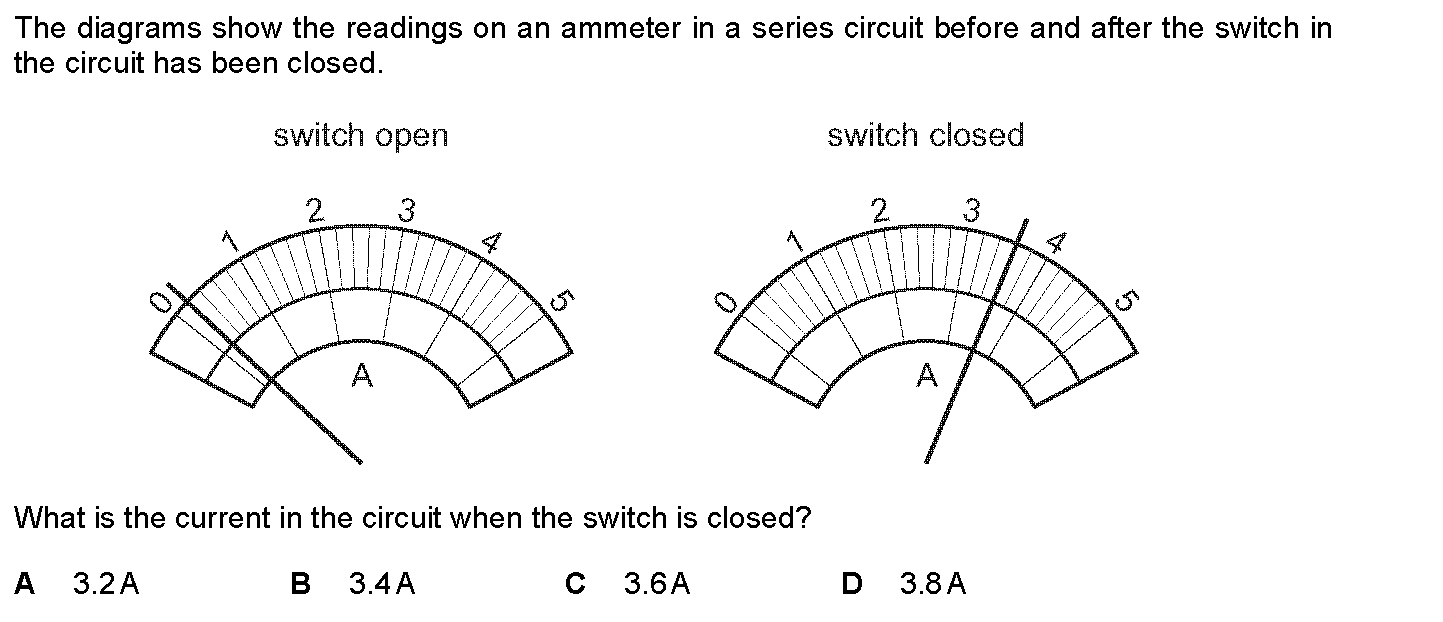 The diagrams show the readings on an ammeter in a series circuit before and after the switch in
the circuit has been closed.
switch open
switch closed
0 1 2 3 4 5
A
0 1 2 3 4 5
A
What is the current in the circuit when the switch is closed?
A 3.2 A B 3.4 A C 3.6 A D 3.8 A